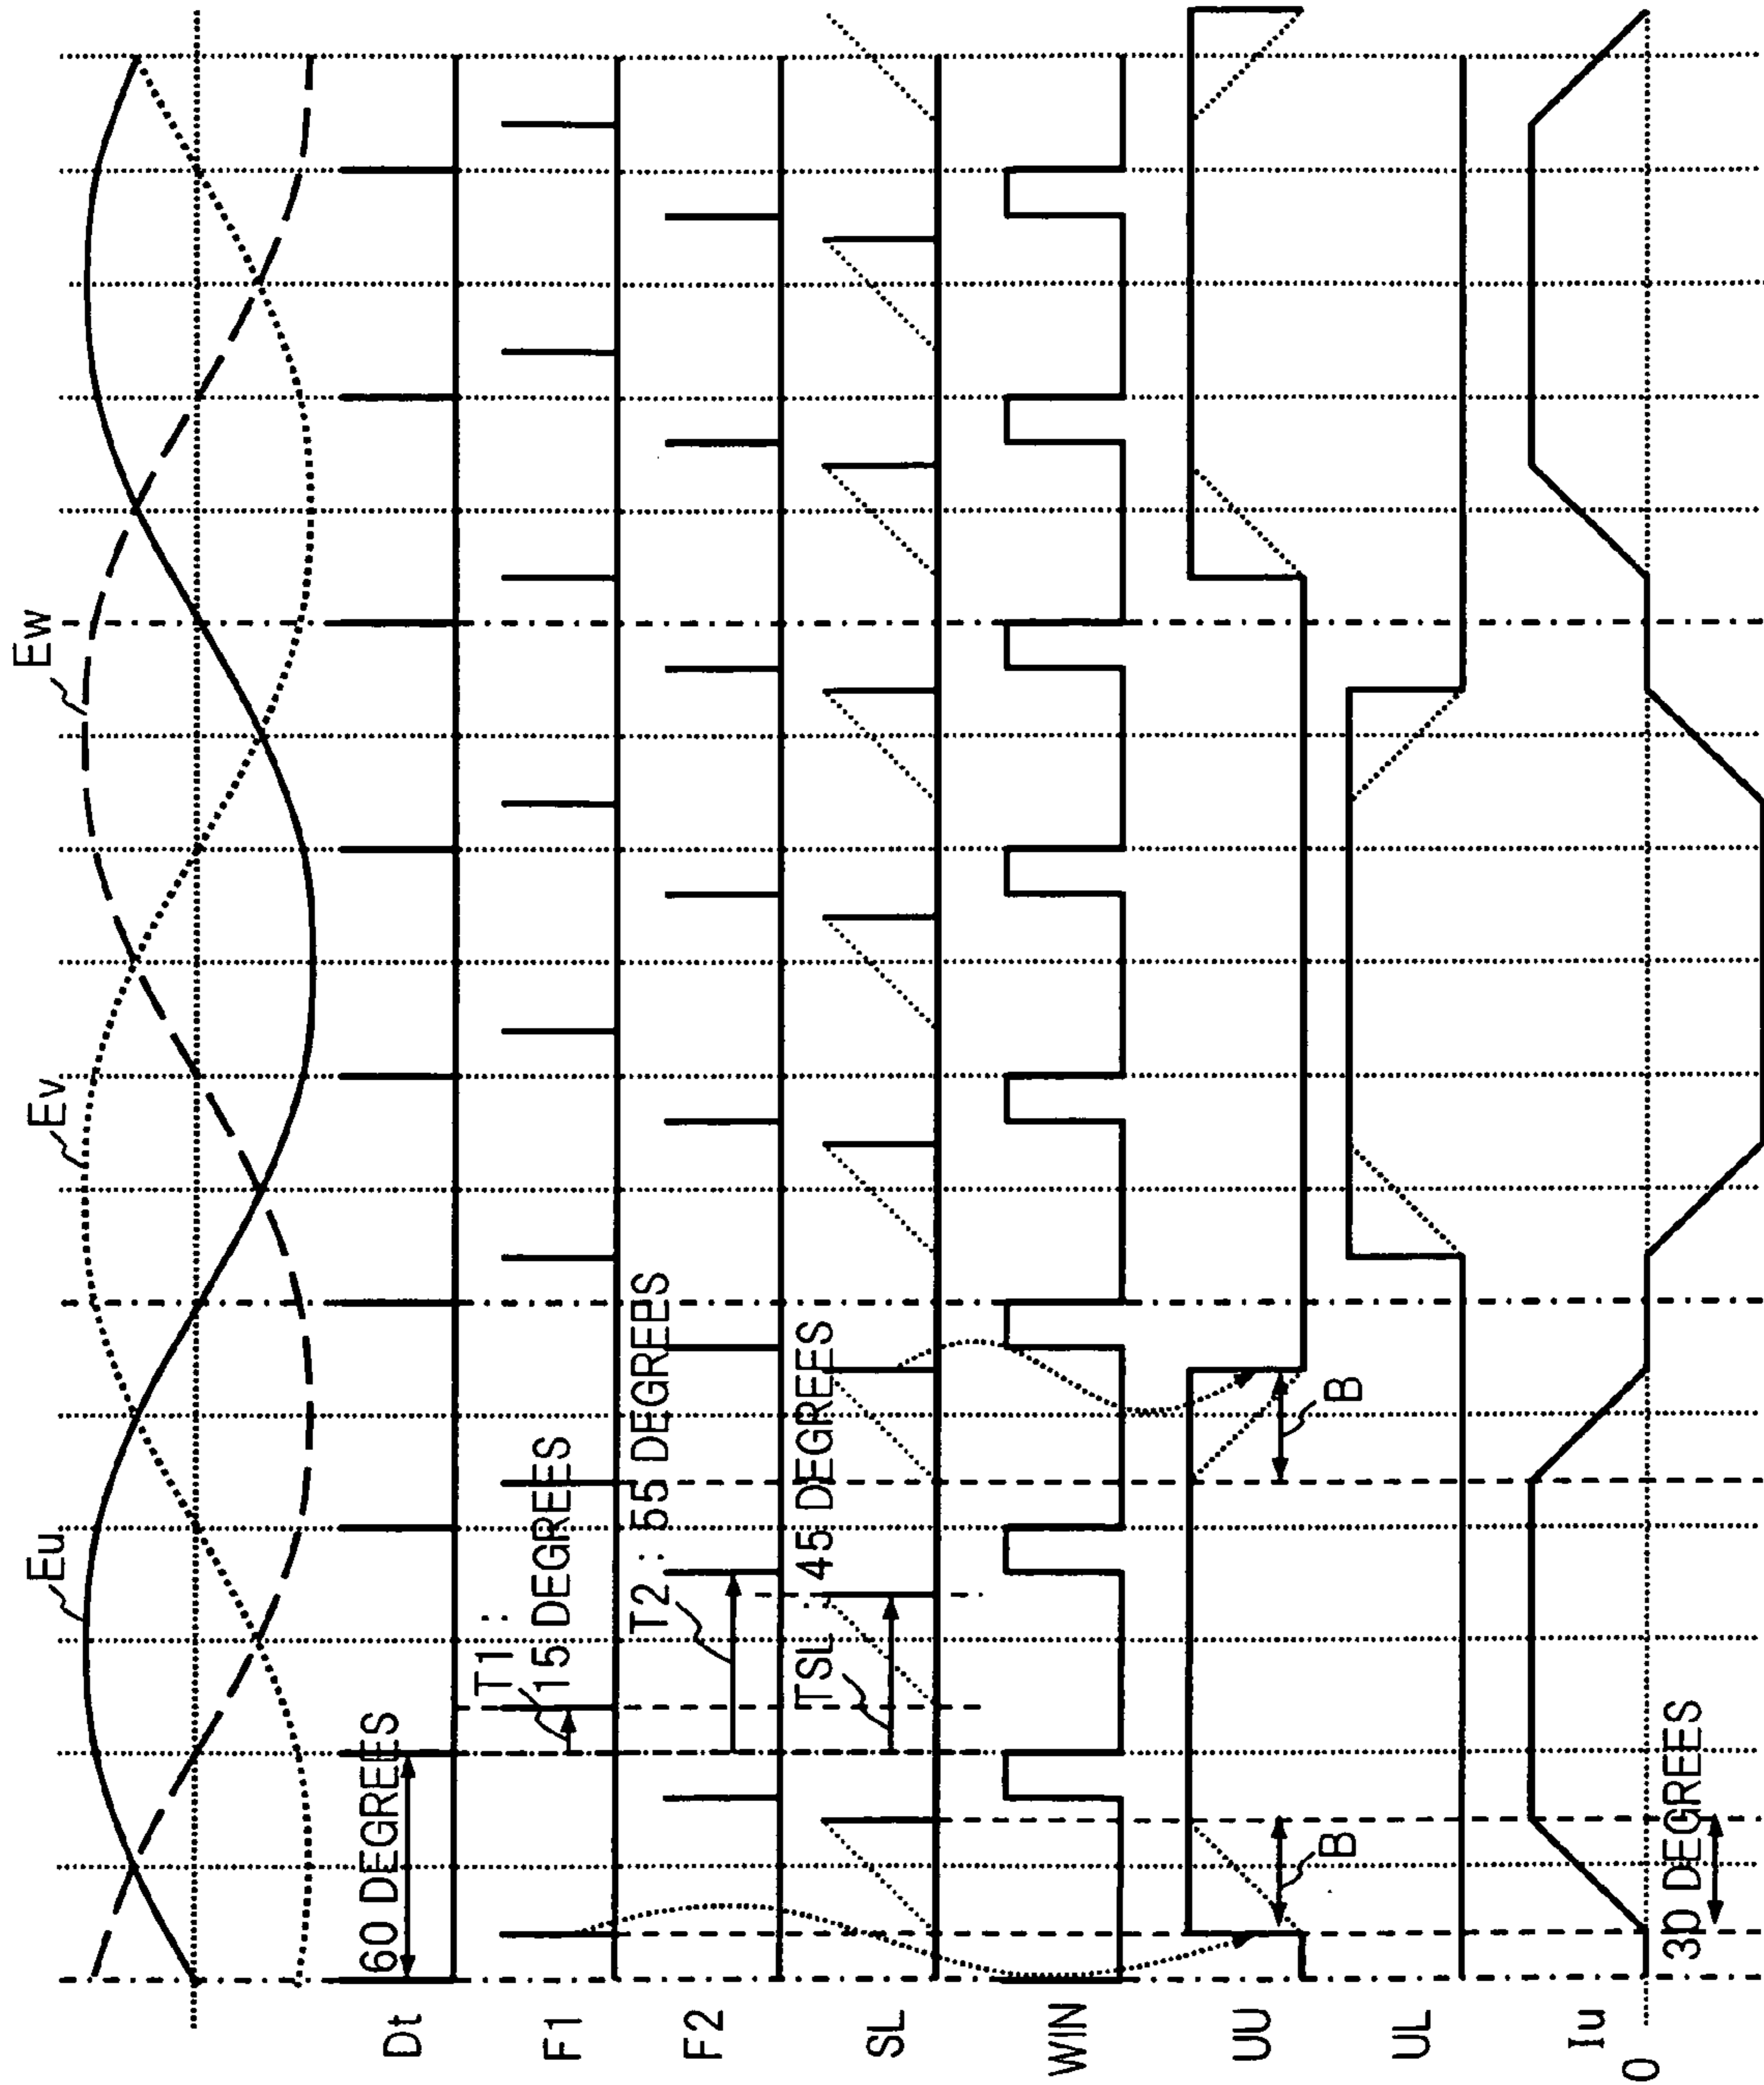 Eu
Ev
Ew
Dt
60 DEGREES
F1
T1 :
15 DEGREES
F2
T2 : 55 DEGREES
SL
TSL : 45 DEGREES
WIN
UU
B
B
UL
Iu
0
30 DEGREES